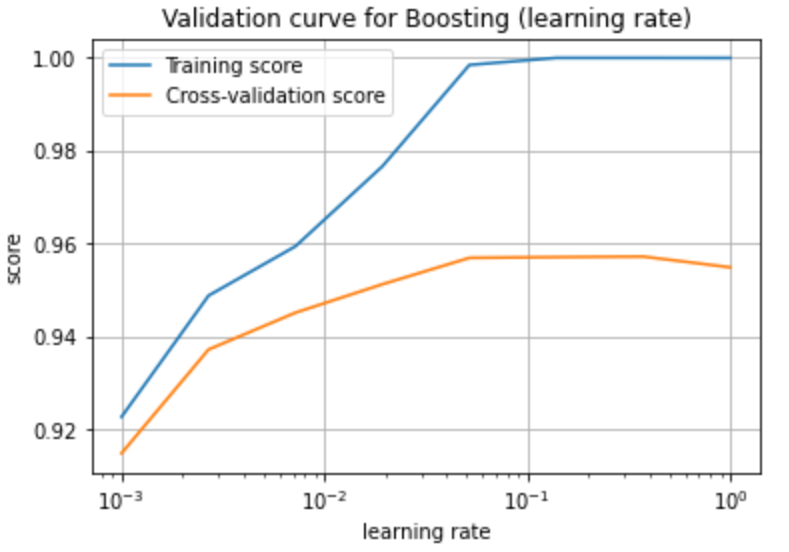 Validation curve for Boosting (learning rate)
Training score
Cross-validation score
1.00
0.98
0.96
0.94
0.92
score
10⁻³ 10⁻² 10⁻¹ 10⁰
learning rate